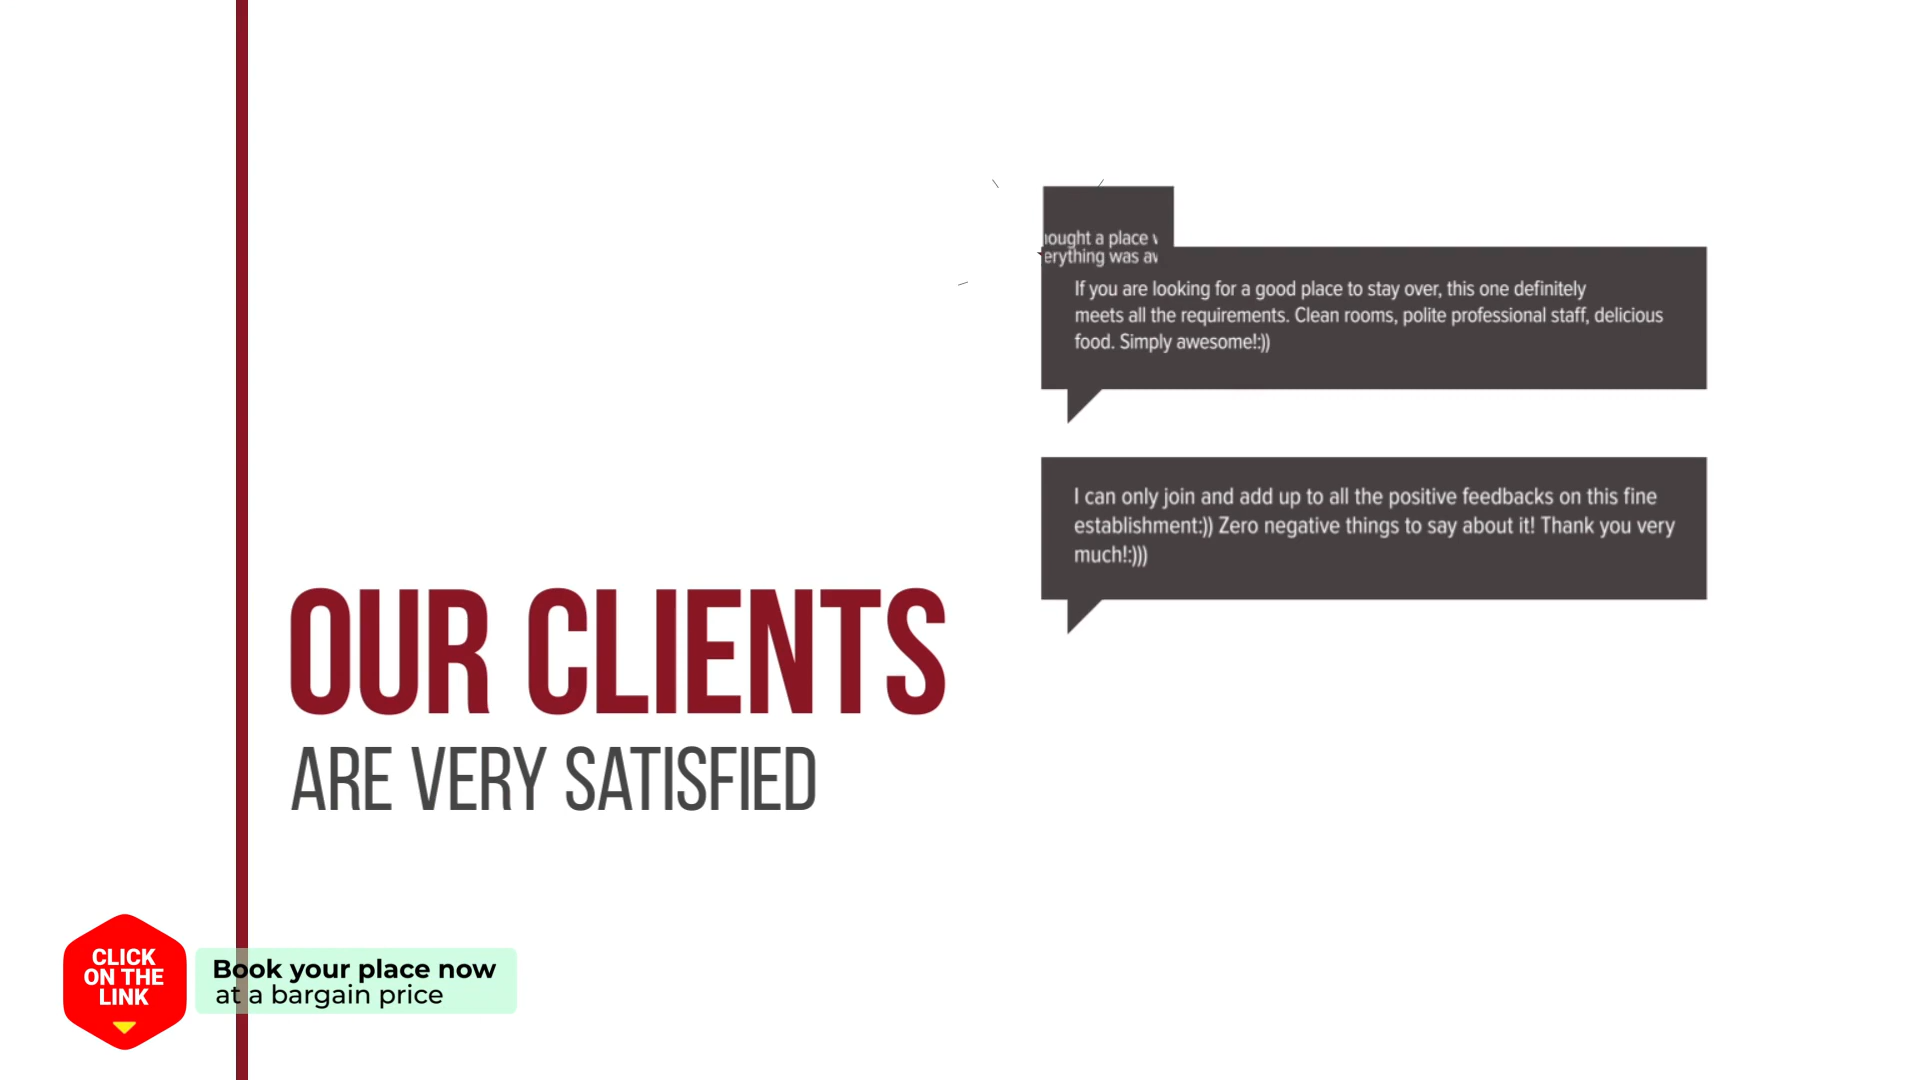 a place
was
If you are looking for a good place to stay over, this one definitely
meets all the requirements. Clean rooms, polite professional staff, delicious
food. Simply awesome!:))
I can only join and add up to all the positive feedbacks on this fine
establishment:)) Zero negative things to say about it! Thank you very
much!:)))
OUR CLIENTS
ARE VERY SATISFIED
CLICK
ON THE
LINK
Book your place now
at a bargain price